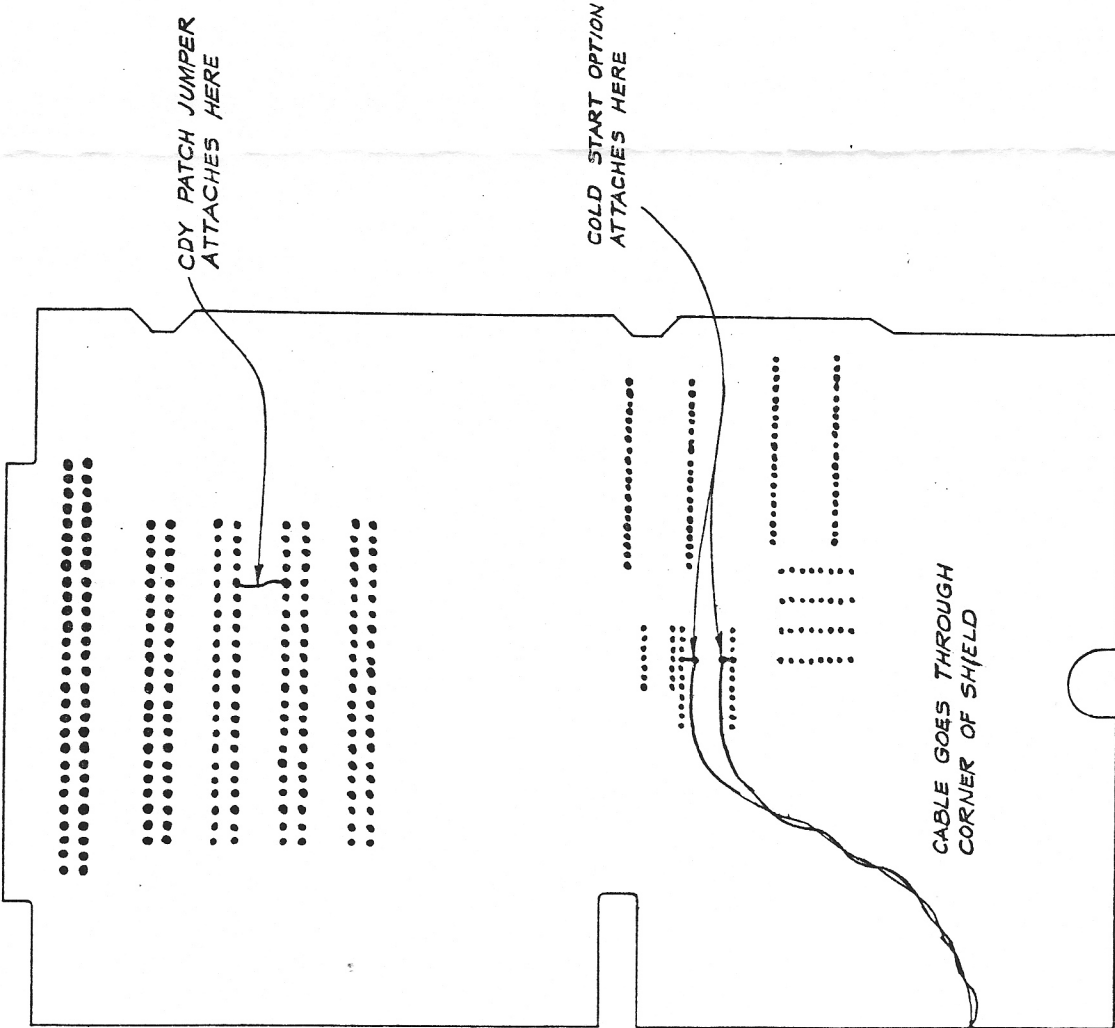 CDY PATCH JUMPER
ATTACHES HERE
COLD START OPTION
ATTACHES HERE
CABLE GOES THROUGH
CORNER OF SHIELD